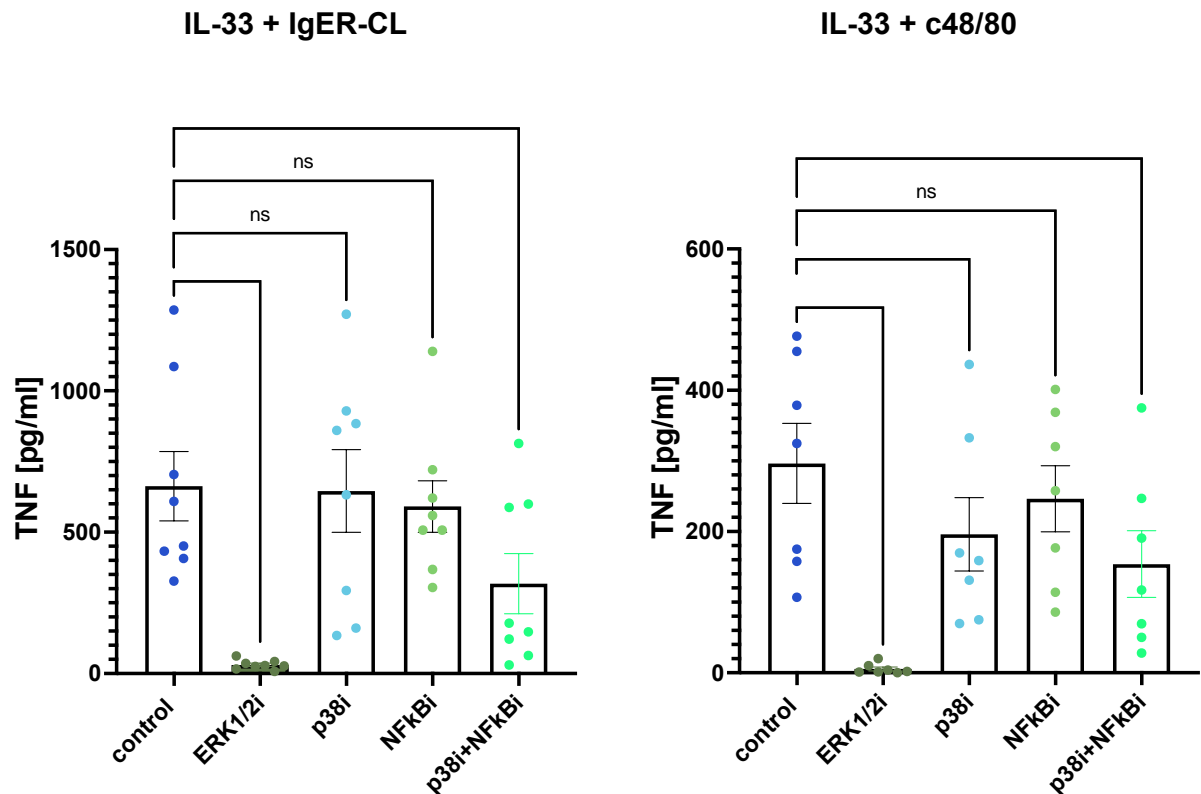 IL-33 + IgER-CL
ns
ns
1500
1000
500
0
TNF [pg/ml]
control
ERK1/2i
p38i
NFkBi
p38i+NFkBi
IL-33 + c48/80
ns
600
400
200
0
TNF [pg/ml]
control
ERK1/2i
p38i
NFkBi
p38i+NFkBi